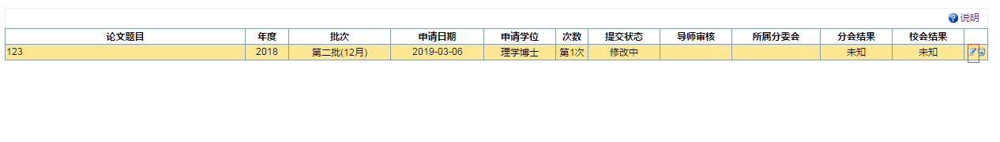 说明
论文题目 年度 批次 申请日期 申请学位 次数 提交状态 导师审核 所属分委会 分会结果 校会结果
123 2018 第二批(12月) 2019-03-06 理学博士 第1次 修改中 未知 未知